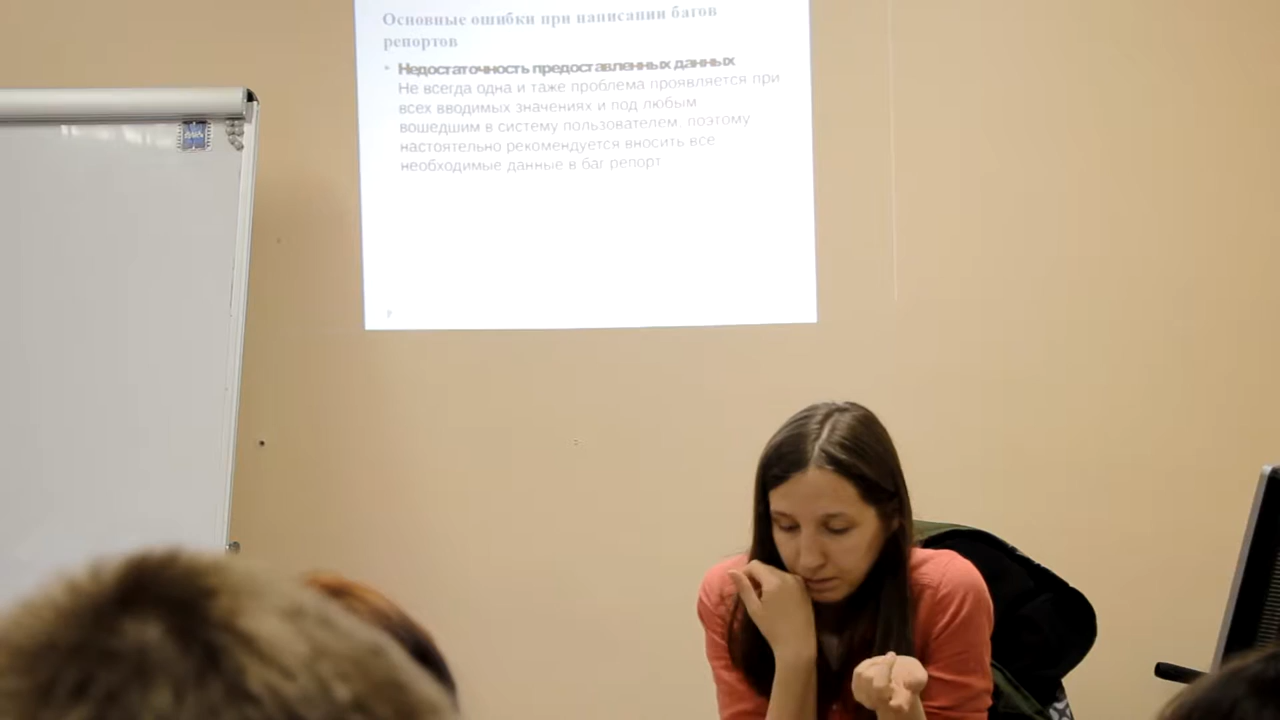 Основные ошибки при написании багов
репортов
• Недостаточность предоставленных данных
Не всегда одна и таже проблема проявляется при
всех вводимых значениях и под любым
вошедшим в систему пользователем, поэтому
настоятельно рекомендуется вносить все
необходимые данные в баг репорт